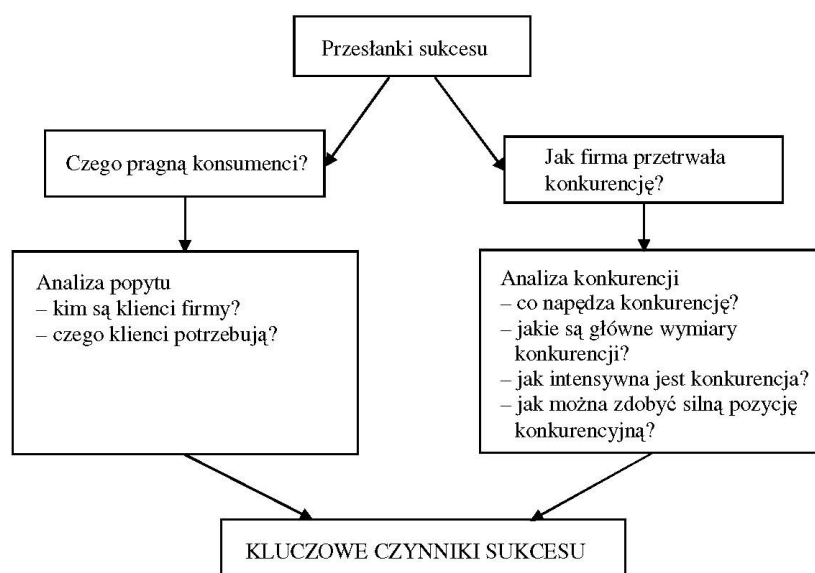 Przesłanki sukcesu
Czego pragną konsumenci?
Jak firma przetrwała
konkurencję?
Analiza popytu
– kim są klienci firmy?
– czego klienci potrzebują?
Analiza konkurencji
– co napędza konkurencję?
– jakie są główne wymiary
konkurencji?
– jak intensywna jest konkurencja?
– jak można zdobyć silną pozycję
konkurencyjną?
KLUCZOWE CZYNNIKI SUKCESU